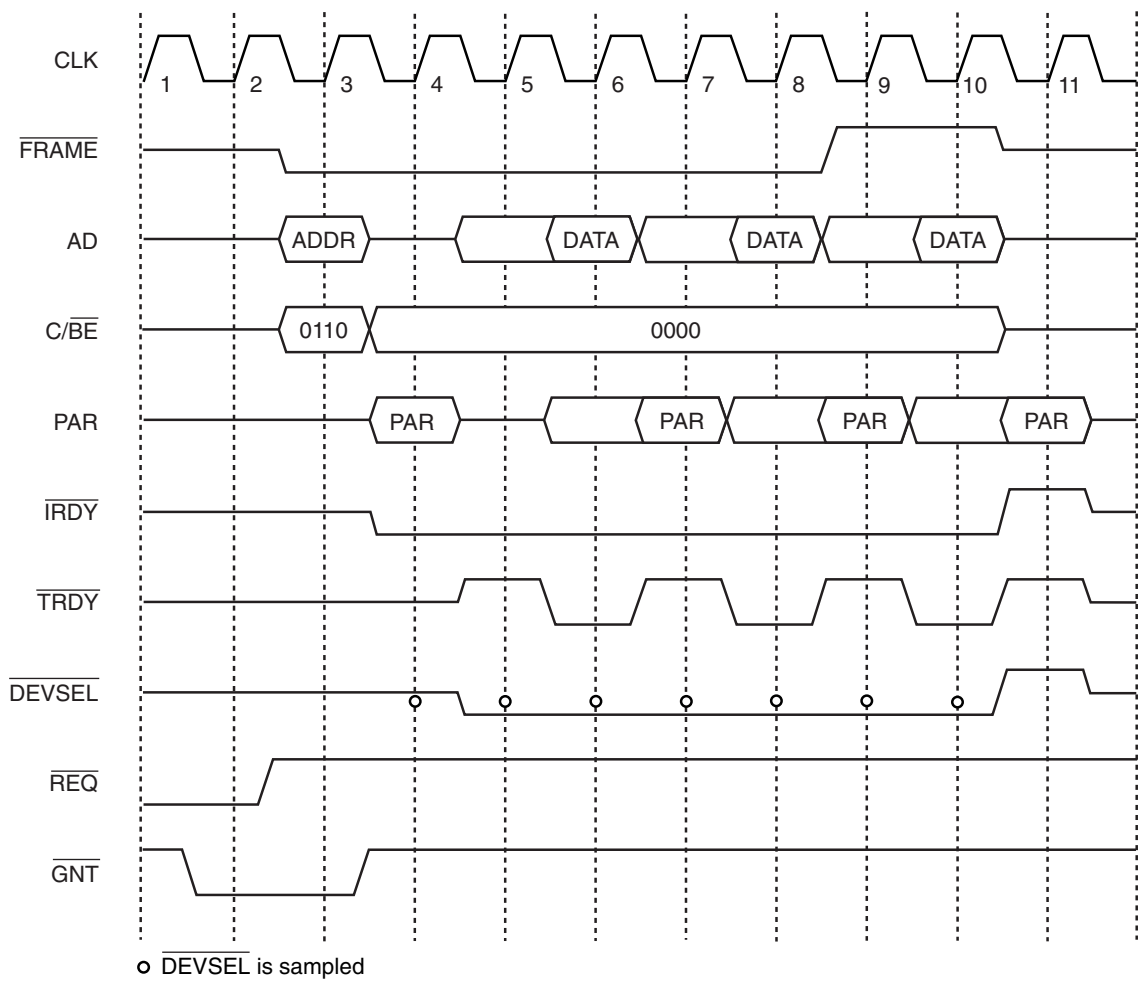 CLK
1 2 3 4 5 6 7 8 9 10 11
FRAME
AD
ADDR DATA DATA DATA
C/BE
0110 0000
PAR
PAR PAR PAR PAR
IRDY
TRDY
DEVSEL
REQ
GNT
DEVSEL is sampled